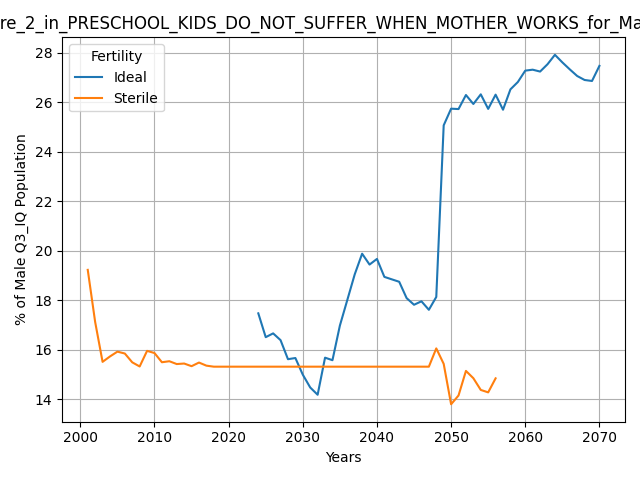 re_2_in_PRESCHOOL_KIDS_DO_NOT_SUFFER_WHEN_MOTHER_WORKS_for_Ma
Fertility
Ideal
Sterile
% of Male Q3_IQ Population
28
26
24
22
20
18
16
14
2000 2010 2020 2030 2040 2050 2060 2070
Years